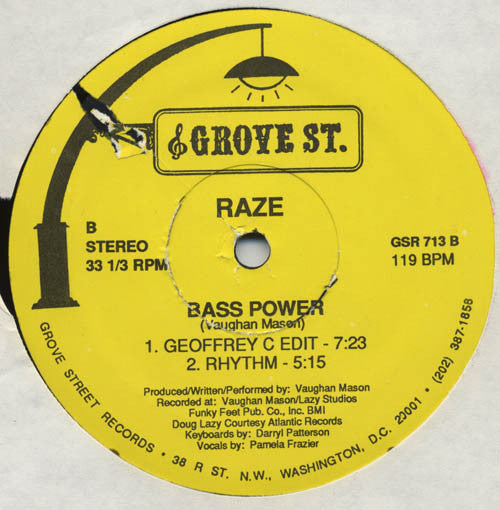 GROVE ST.
RAZE
B
STEREO
33 1/3 RPM
GSR 713 B
119 BPM
BASS POWER
(Vaughan Mason)
1. GEOFFREY C EDIT - 7:23
2. RHYTHM - 5:15
Produced/Written/Performed by: Vaughan Mason
Recorded at: Vaughan Mason/Lazy Studios
Funky Feet Pub. Co., Inc. BMI
Doug Lazy Courtesy Atlantic Records
Keyboards by: Darryl Patterson
Vocals by: Pamela Frazier
GROVE STREET RECORDS • 38 R ST. N.W., WASHINGTON, D.C. 20001 • (202) 387-1858